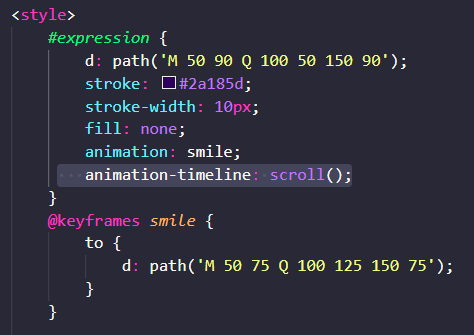 <style>
#expression {
d: path('M 50 90 Q 100 50 150 90');
stroke: #2a185d;
stroke-width: 10px;
fill: none;
animation: smile;
animation-timeline: scroll();
}
@keyframes smile {
to {
d: path('M 50 75 Q 100 125 150 75');
}
}